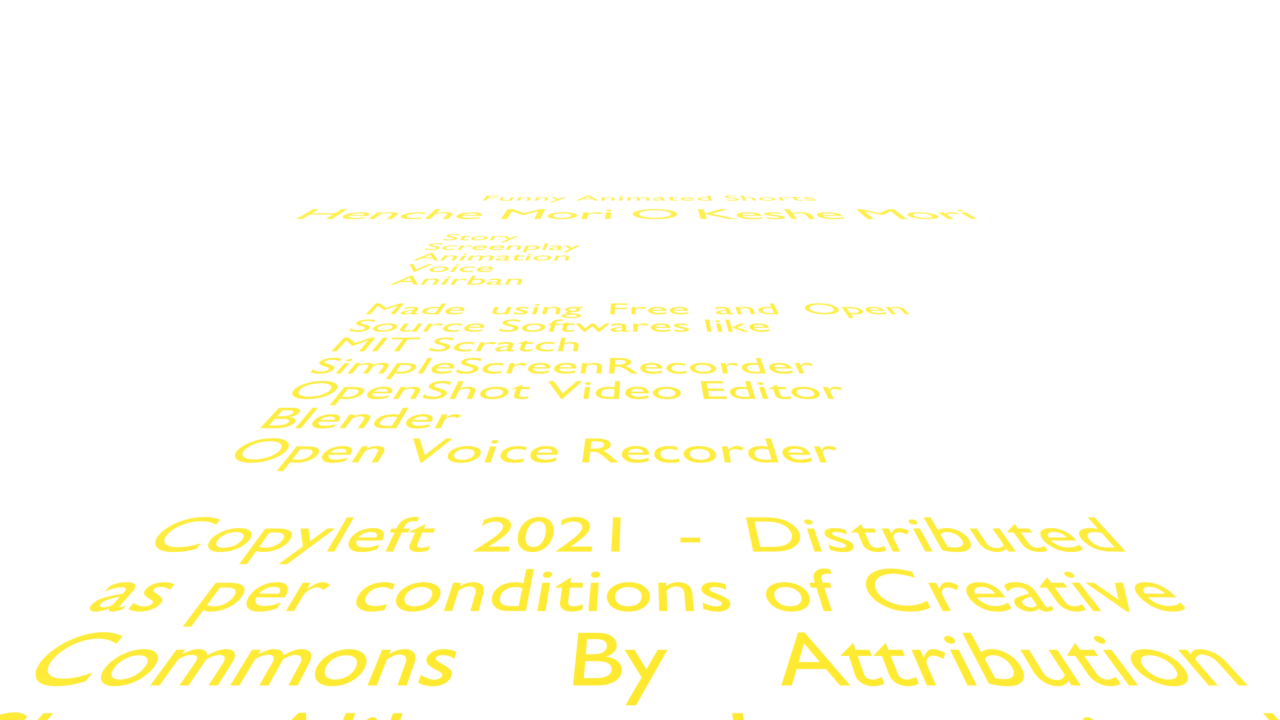 Funny Animated Shorts
Henche Mori O Keshe Mori
Story
Screenplay
Animation
Voice
Anirban
Made using Free and Open
Source Softwares like
MIT Scratch
SimpleScreenRecorder
OpenShot Video Editor
Blender
Open Voice Recorder
Copyleft 2021 - Distributed
as per conditions of Creative
Commons By Attribution